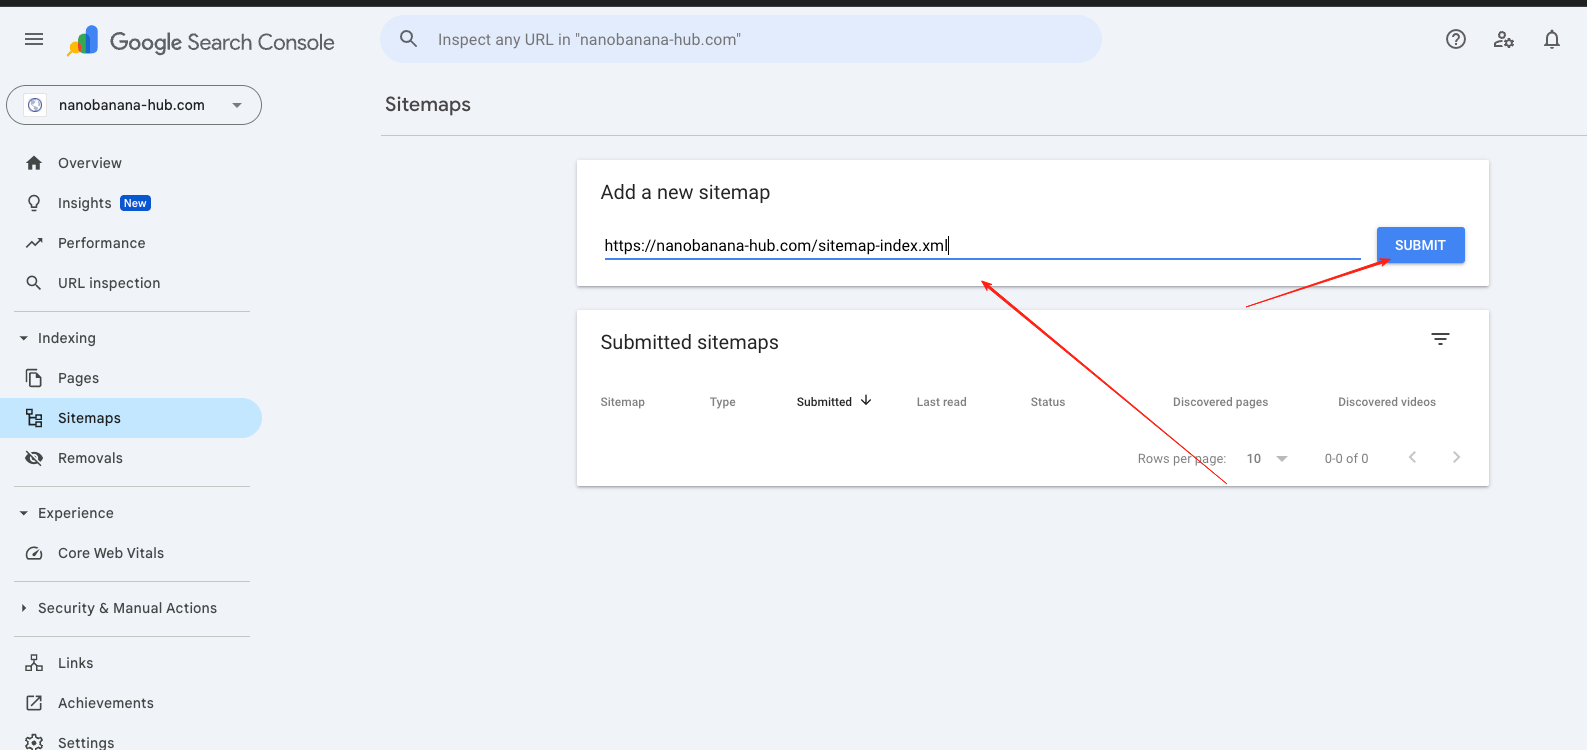 Google Search Console
Inspect any URL in "nanobanana-hub.com"
nanobanana-hub.com
Overview
Insights New
Performance
URL inspection
Indexing
Pages
Sitemaps
Removals
Experience
Core Web Vitals
Security & Manual Actions
Links
Achievements
Settings
Sitemaps
Add a new sitemap
https://nanobanana-hub.com/sitemap-index.xml
SUBMIT
Submitted sitemaps
Sitemap Type Submitted Last read Status Discovered pages Discovered videos
Rows per page: 10 0-0 of 0